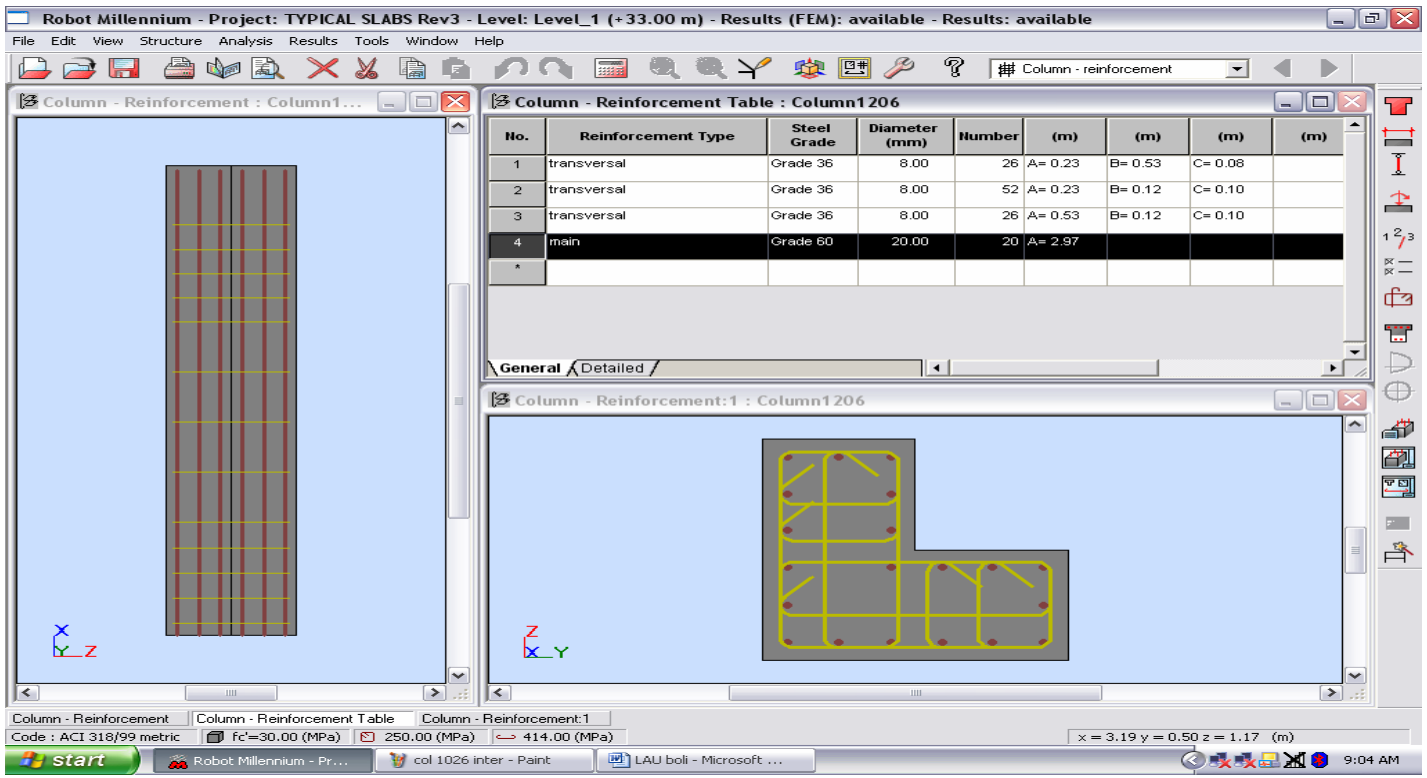 Robot Millennium - Project: TYPICAL SLABS Rev3 - Level: Level_1 (+33.00 m) - Results (FEM): available - Results: available
File Edit View Structure Analysis Results Tools Window Help
Column - reinforcement
Column - Reinforcement : Column1...
Column - Reinforcement Table : Column1206
No. Reinforcement Type Steel Grade Diameter (mm) Number (m) (m) (m) (m)
1 transversal Grade 36 8.00 26 A= 0.23 B= 0.53 C= 0.08
2 transversal Grade 36 8.00 52 A= 0.23 B= 0.12 C= 0.10
3 transversal Grade 36 8.00 26 A= 0.53 B= 0.12 C= 0.10
4 main Grade 60 20.00 20 A= 2.97
*
General Detailed
Column - Reinforcement:1 : Column1206
X
Y Z
Z
X Y
Column - Reinforcement Column - Reinforcement Table Column - Reinforcement:1
Code : ACI 318/99 metric fc'=30.00 (MPa) 250.00 (MPa) 414.00 (MPa) x = 3.19 y = 0.50 z = 1.17 (m)
start Robot Millennium - Pr... col 1026 inter - Paint LAU boli - Microsoft ... 9:04 AM